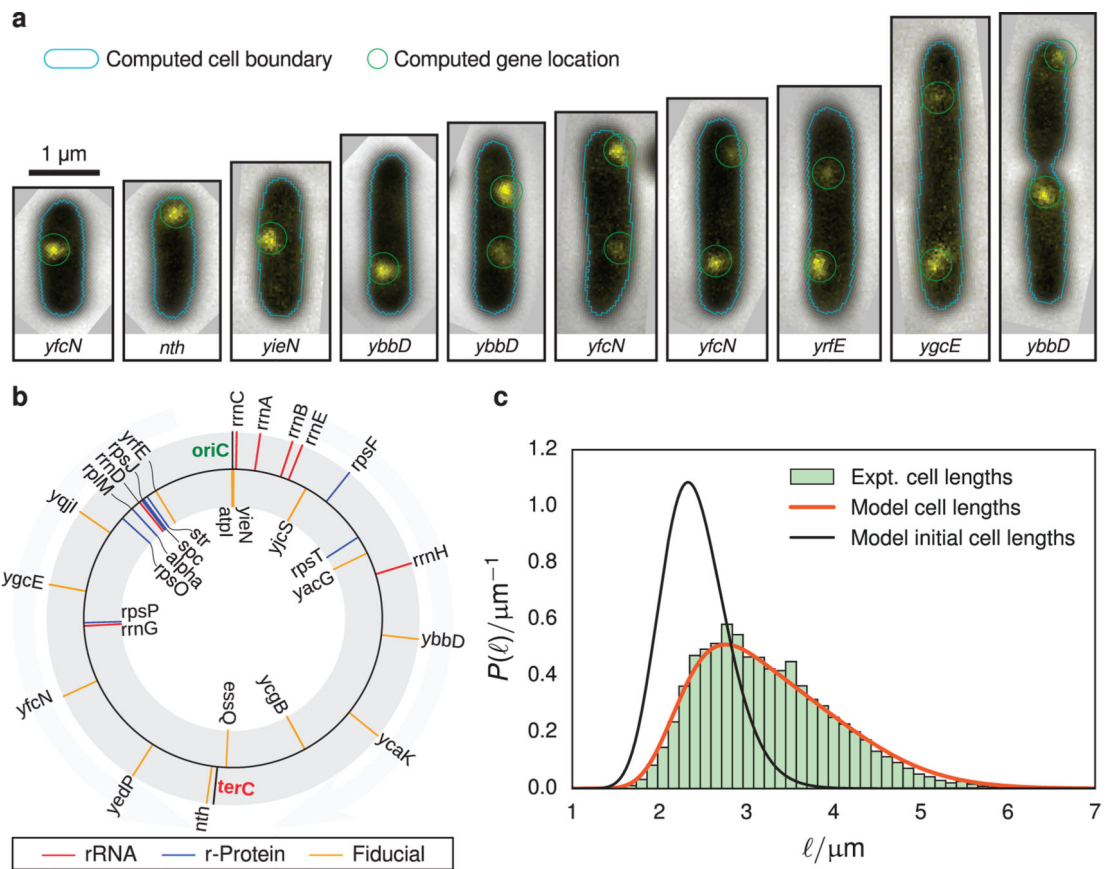 a
Computed cell boundary
Computed gene location
1 μm
yfcN
nth
yieN
ybbD
ybbD
yfcN
yfcN
yrfE
ygcE
ybbD
b
oriC
rrnC
rrnA
rrnB
rrnE
rpsF
yrfE
rpsJ
rrnD
rplM
yqjI
ygcE
str
spc
alpha
rpsO
atpI
yieN
yjcS
rpsT
yacG
rrnH
ybbD
rpsP
rrnG
yfcN
essQ
ycgB
ycaK
yedP
nth
terC
rRNA
r-Protein
Fiducial
c
1.2
1.0
0.8
0.6
0.4
0.2
0.0
P(ℓ)/μm⁻¹
Expt. cell lengths
Model cell lengths
Model initial cell lengths
1 2 3 4 5 6 7
ℓ/μm